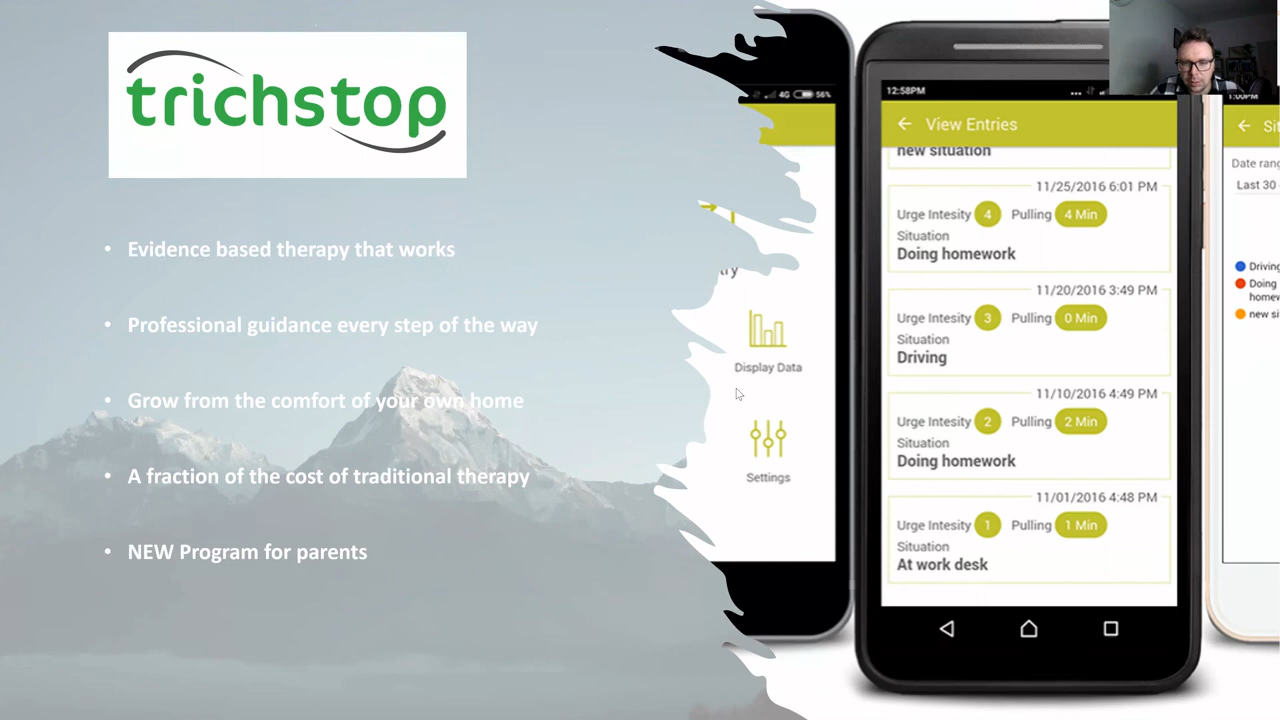 trichstop
• Evidence based therapy that works
• Professional guidance every step of the way
• Grow from the comfort of your own home
• A fraction of the cost of traditional therapy
• NEW Program for parents
4G 56%
Display Data
Settings
12:58PM
View Entries
new situation
11/25/2016 6:01 PM
Urge Intesity 4 Pulling 4 Min
Situation
Doing homework
11/20/2016 3:49 PM
Urge Intesity 3 Pulling 0 Min
Situation
Driving
11/10/2016 4:49 PM
Urge Intesity 2 Pulling 2 Min
Situation
Doing homework
11/01/2016 4:48 PM
Urge Intesity 1 Pulling 1 Min
Situation
At work desk
1:00PM
Date rang
Last 30
Driving
Doing
homew
new si